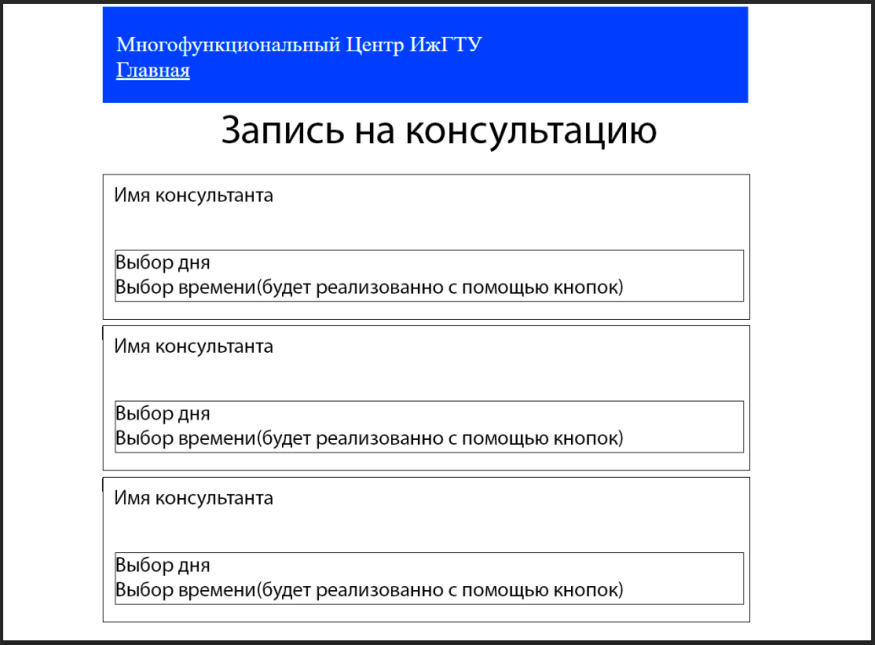 Многофункциональный Центр ИжГТУ
Главная
Запись на консультацию
Имя консультанта
Выбор дня
Выбор времени(будет реализованно с помощью кнопок)
Имя консультанта
Выбор дня
Выбор времени(будет реализованно с помощью кнопок)
Имя консультанта
Выбор дня
Выбор времени(будет реализованно с помощью кнопок)